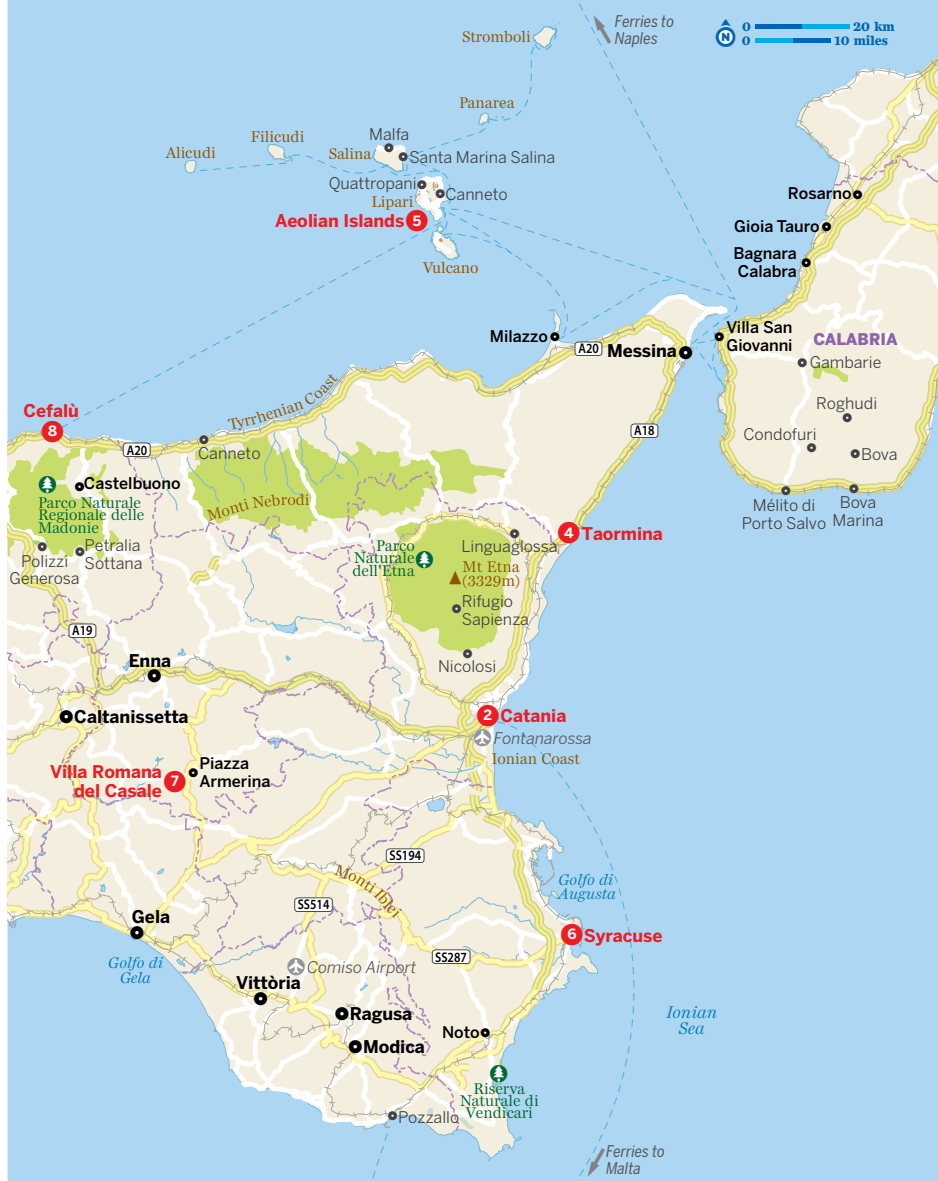 Ferries to
Naples
0 20 km
N
0 10 miles
Stromboli
Panarea
Malfa
Filicudi
Alicudi
Salina
Santa Marina Salina
Quattropani
Canneto
Lipari
Aeolian Islands 5
Vulcano
Rosarno
Gioia Tauro
Bagnara
Calabra
Milazzo
A20
Messina
Villa San
Giovanni
CALABRIA
Gambarie
Tyrrhenian Coast
Roghudi
Cefalù
8
A20
Canneto
A18
Condofuri
Bova
Castelbuono
Parco Naturale
Regionale delle
Madonie
Monti Nebrodi
Mélito di
Porto Salvo
Bova
Marina
4 Taormina
Linguaglossa
Parco
Naturale
dell'Etna
Petralia
Sottana
Polizzi
Generosa
Mt Etna
(3329m)
Rifugio
Sapienza
A19
Nicolosi
Enna
Caltanissetta
2 Catania
Fontanarossa
Ionian Coast
Villa Romana
del Casale
7
Piazza
Armerina
SS194
Monti Iblei
SS514
Golfo di
Augusta
Gela
6 Syracuse
SS287
Golfo di
Gela
Comiso Airport
Vittòria
Ragusa
Ionian
Sea
Noto
Modica
Riserva
Naturale di
Vendicari
Pozzallo
Ferries to
Malta